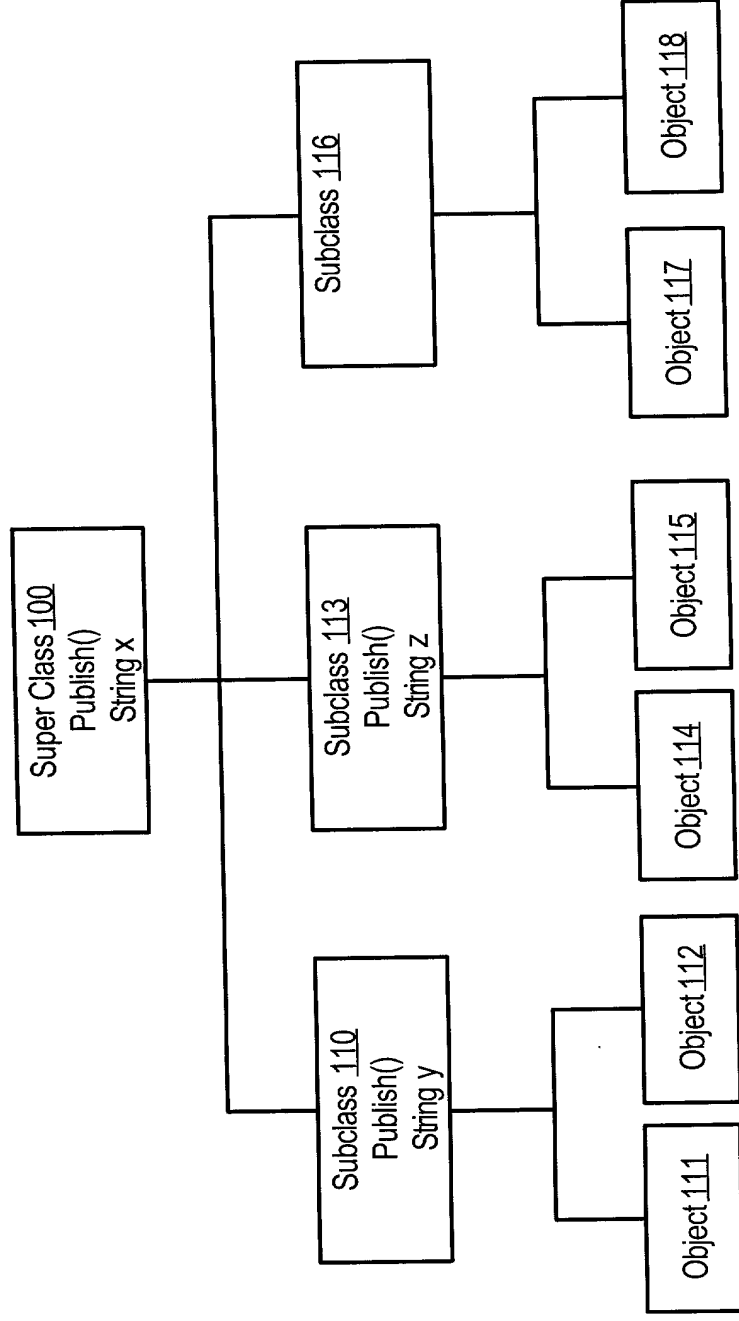 Super Class 100
Publish()
String x
Subclass 110
Publish()
String y
Subclass 113
Publish()
String z
Subclass 116
Object 111
Object 112
Object 114
Object 115
Object 117
Object 118